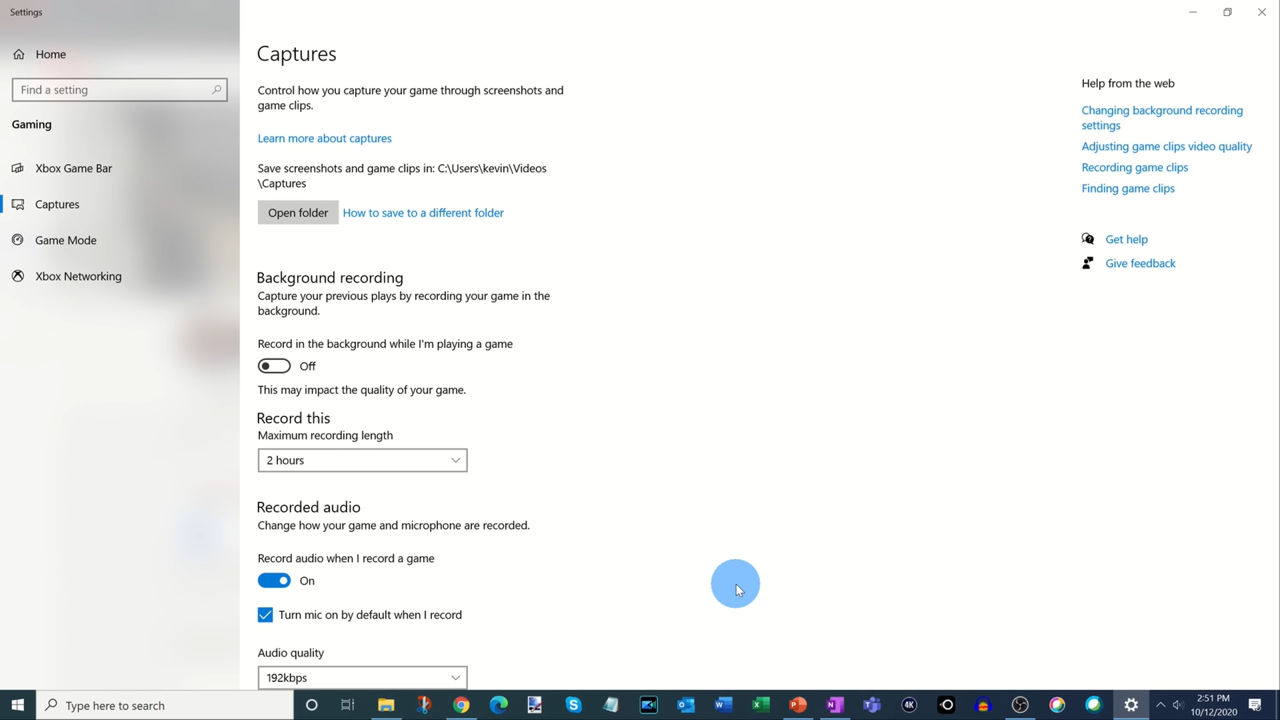 Settings
Home
Find a setting
Gaming
Xbox Game Bar
Captures
Game Mode
Xbox Networking
Captures
Control how you capture your game through screenshots and
game clips.
Learn more about captures
Save screenshots and game clips in: C:\Users\kevin\Videos
\Captures
Open folder
How to save to a different folder
Background recording
Capture your previous plays by recording your game in the
background.
Record in the background while I'm playing a game
Off
This may impact the quality of your game.
Record this
Maximum recording length
2 hours
Recorded audio
Change how your game and microphone are recorded.
Record audio when I record a game
On
Turn mic on by default when I record
Audio quality
192kbps
Help from the web
Changing background recording
settings
Adjusting game clips video quality
Recording game clips
Finding game clips
Get help
Give feedback
Type here to search
4K
2:51 PM
10/12/2020